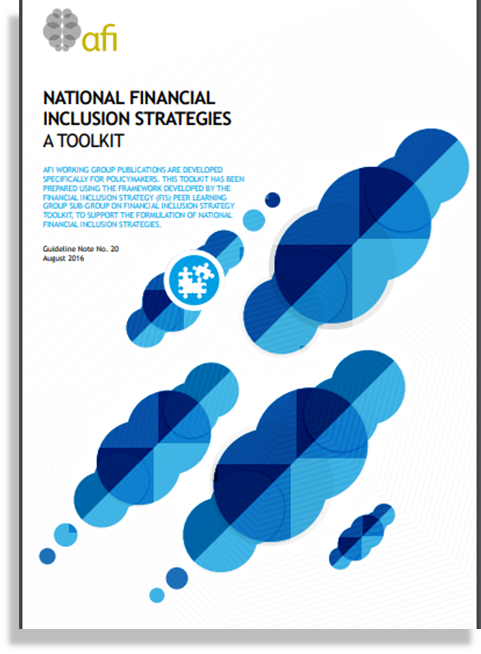 afi
NATIONAL FINANCIAL
INCLUSION STRATEGIES
A TOOLKIT
AFI WORKING GROUP PUBLICATIONS ARE DEVELOPED
SPECIFICALLY FOR POLICYMAKERS. THIS TOOLKIT HAS BEEN
PREPARED USING THE FRAMEWORK DEVELOPED BY THE
FINANCIAL INCLUSION STRATEGY (FIS) PEER LEARNING
GROUP SUB-GROUP ON FINANCIAL INCLUSION STRATEGY
TOOLKIT, TO SUPPORT THE FORMULATION OF NATIONAL
FINANCIAL INCLUSION STRATEGIES.
Guideline Note No. 20
August 2016